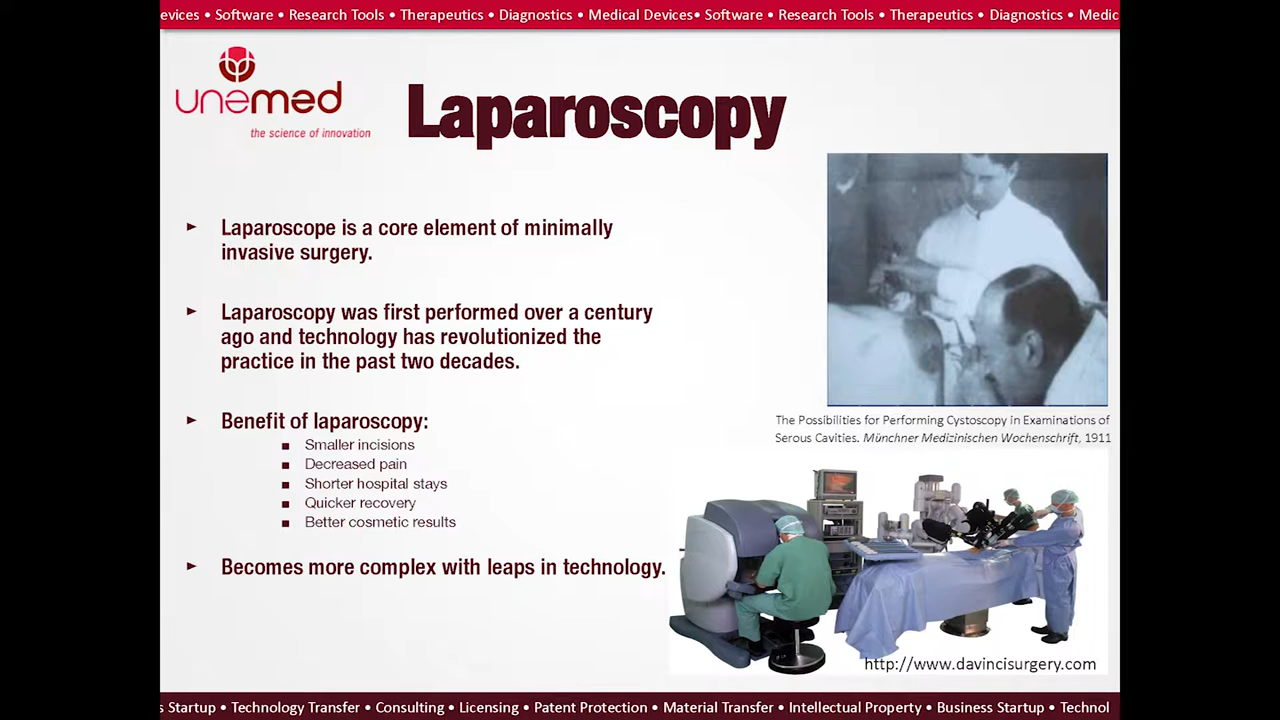 evices • Software • Research Tools • Therapeutics • Diagnostics • Medical Devices• Software • Research Tools • Therapeutics • Diagnostics • Medic
unemed
the science of innovation
Laparoscopy
► Laparoscope is a core element of minimally
invasive surgery.
► Laparoscopy was first performed over a century
ago and technology has revolutionized the
practice in the past two decades.
► Benefit of laparoscopy:
■ Smaller incisions
■ Decreased pain
■ Shorter hospital stays
■ Quicker recovery
■ Better cosmetic results
► Becomes more complex with leaps in technology.
The Possibilities for Performing Cystoscopy in Examinations of
Serous Cavities. Münchner Medizinischen Wochenschrift, 1911
http://www.davincisurgery.com
s Startup • Technology Transfer • Consulting • Licensing • Patent Protection • Material Transfer • Intellectual Property • Business Startup • Technol